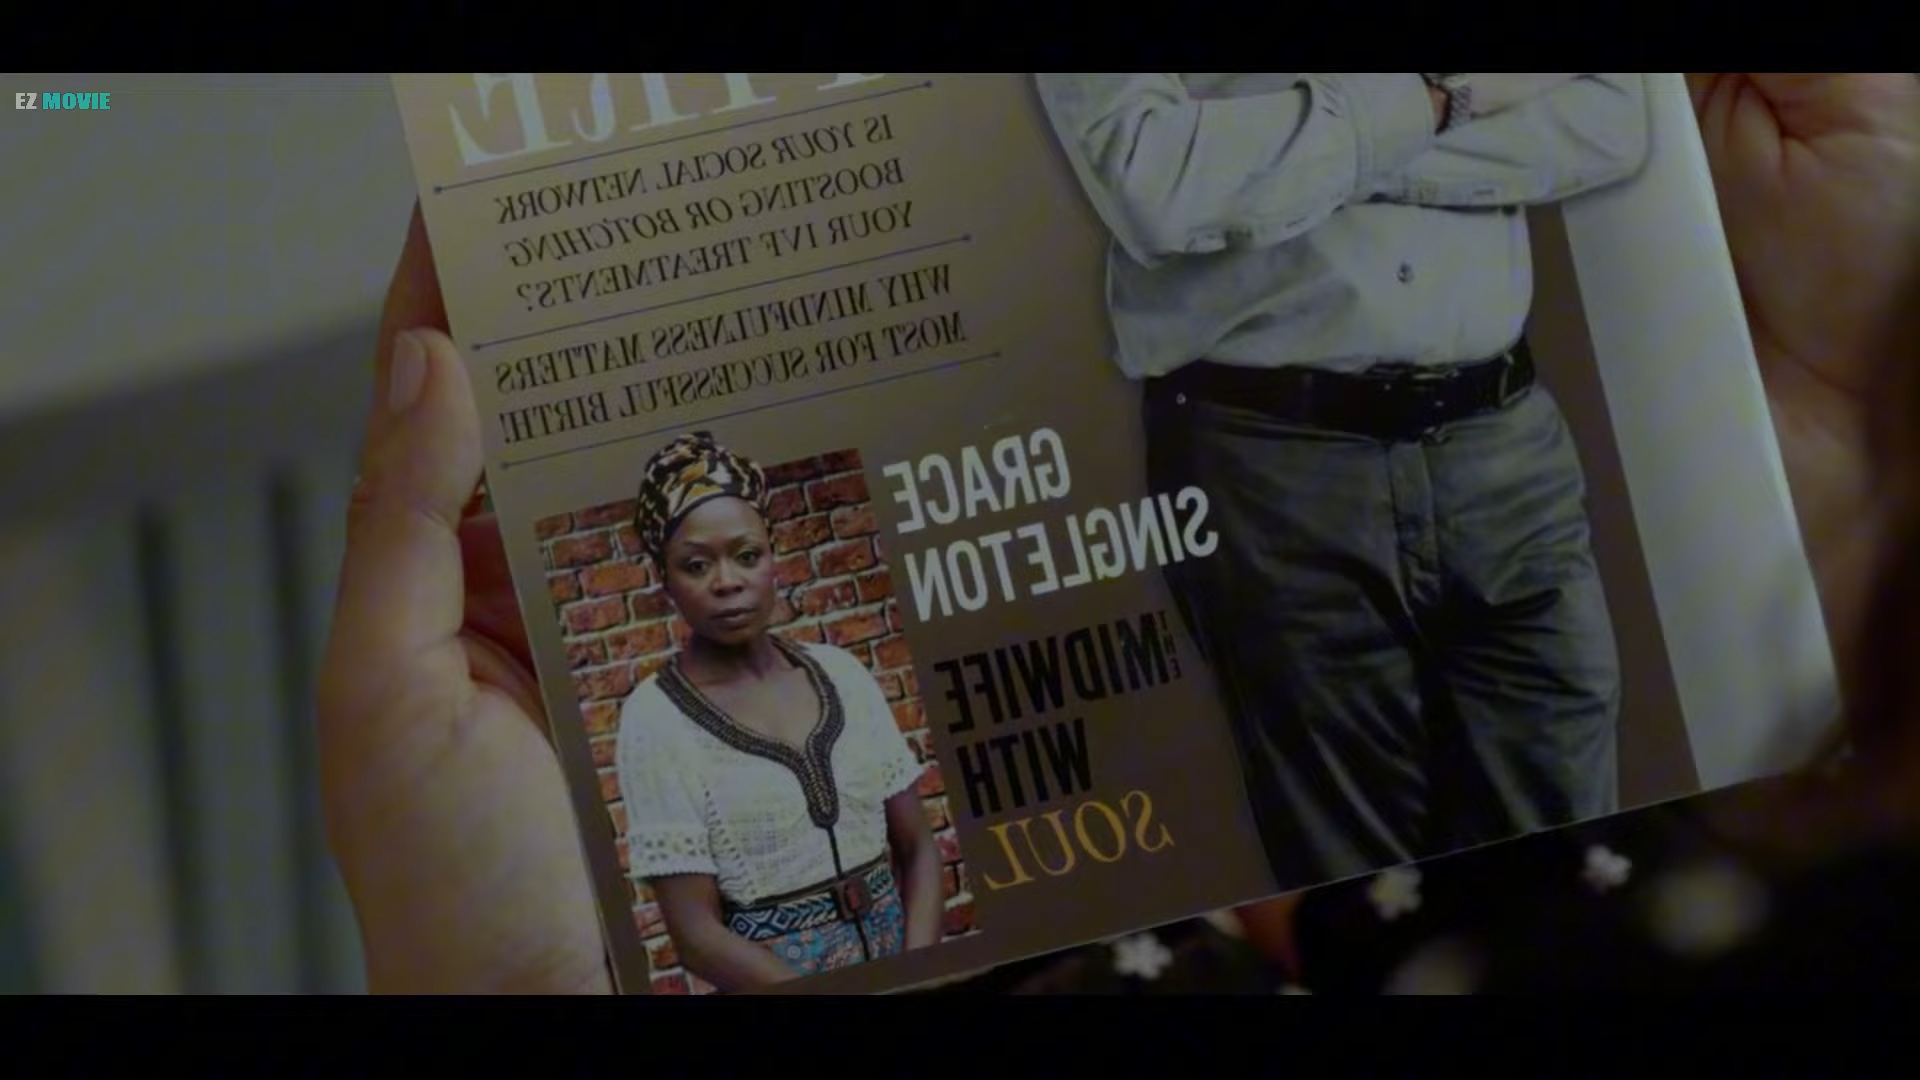 EZ MOVIE
IS YOUR SOCIAL NETWORK
BOOSTING OR BOTCHING
YOUR IVF TREATMENTS?
WHY MINDFULNESS MATTERS
MOST FOR SUCCESSFUL BIRTH!
GRACE
SINGLETON
THE MIDWIFE
WITH
SOUL